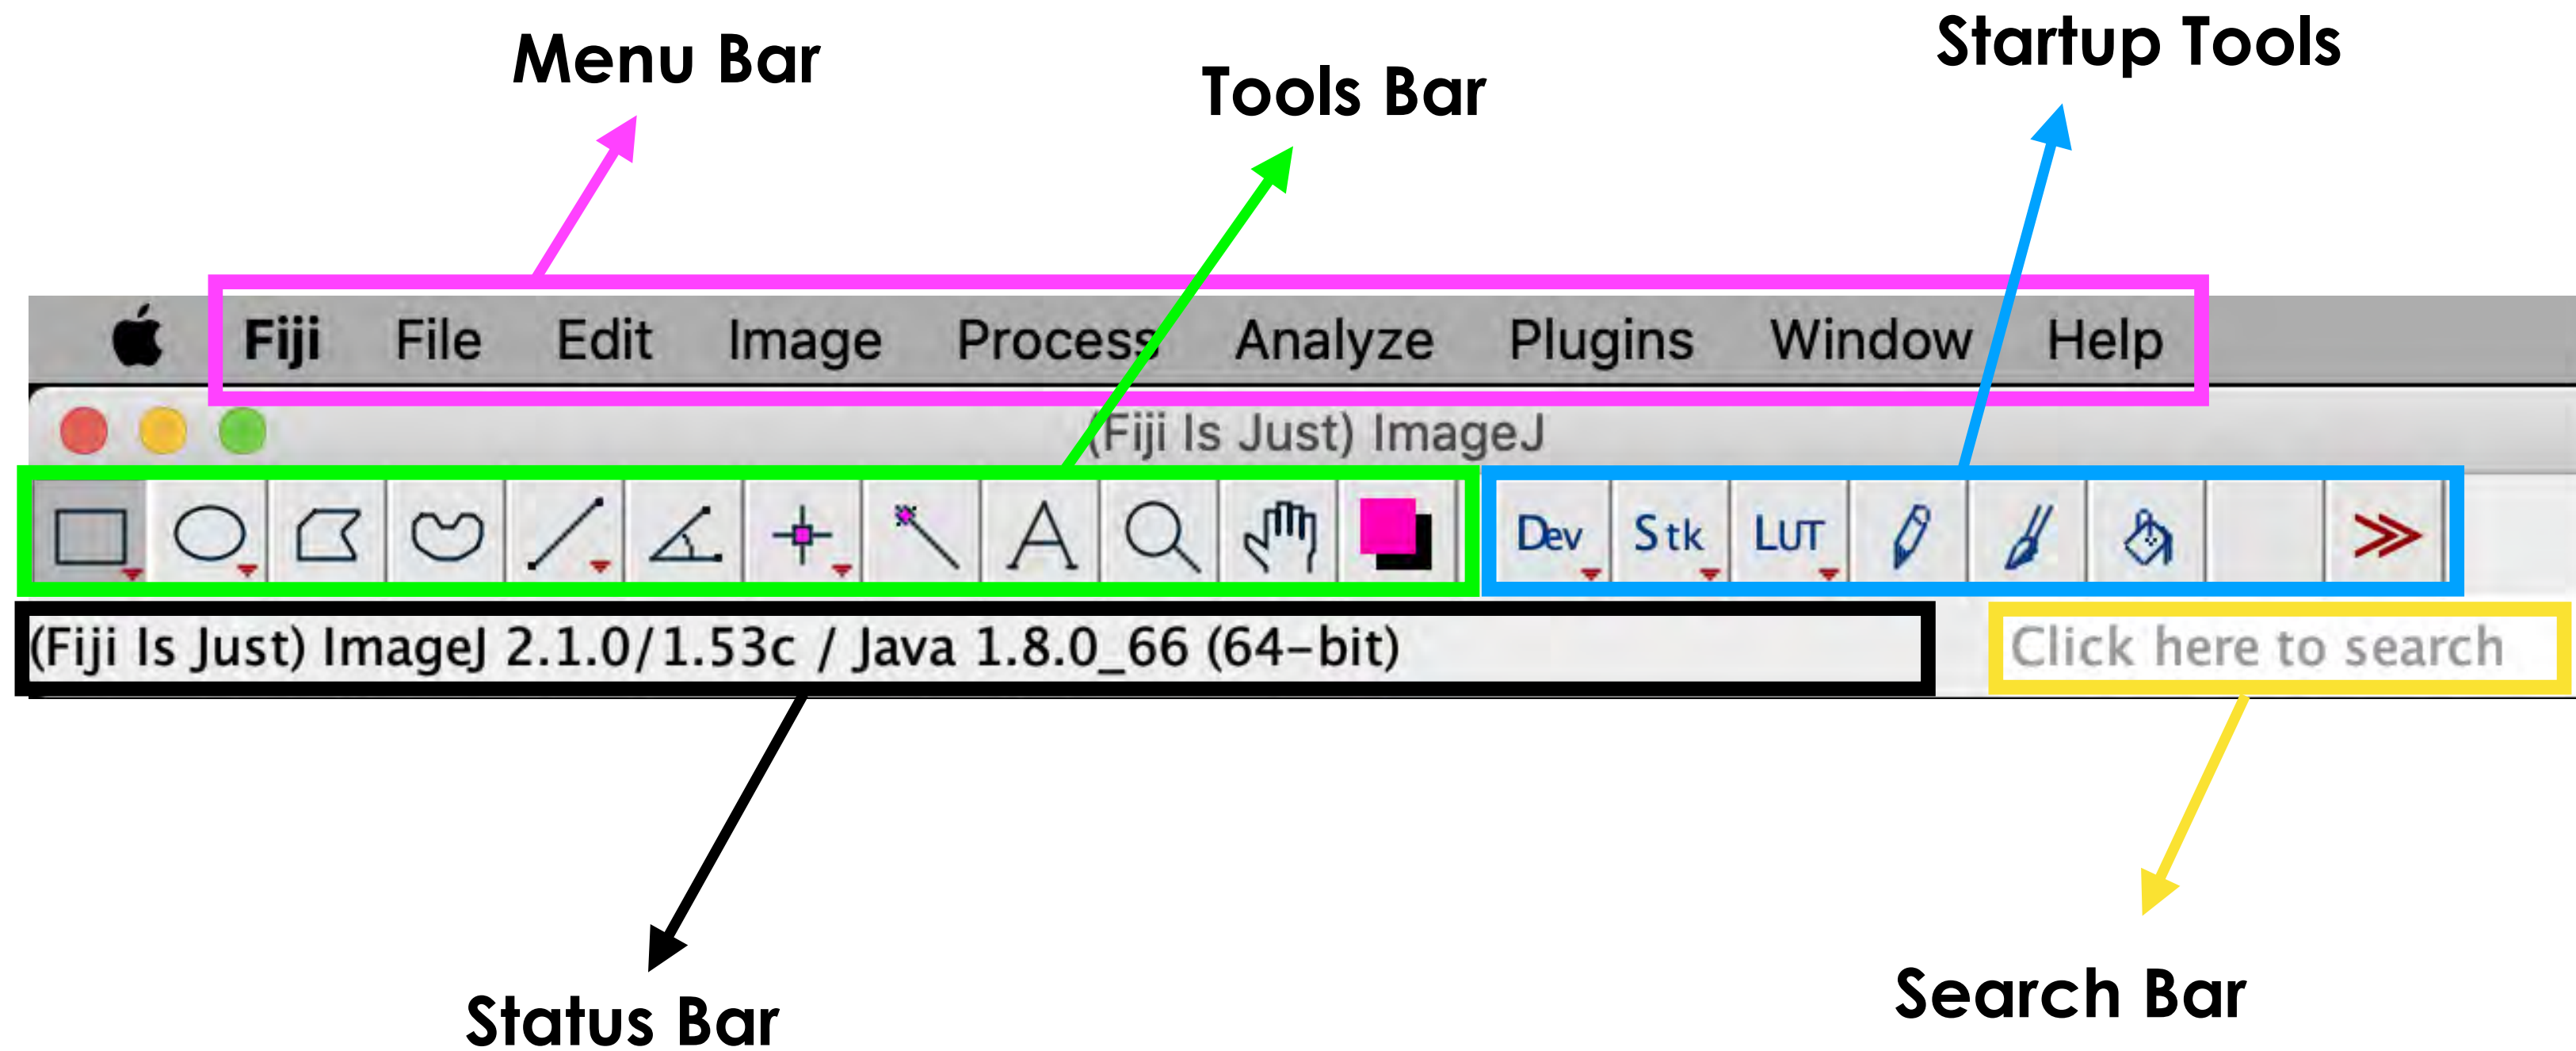 Menu Bar
Tools Bar
Startup Tools
Fiji File Edit Image Process Analyze Plugins Window Help
(Fiji Is Just) ImageJ
A Dev Stk LUT
(Fiji Is Just) ImageJ 2.1.0/1.53c / Java 1.8.0_66 (64-bit)
Click here to search
Status Bar
Search Bar